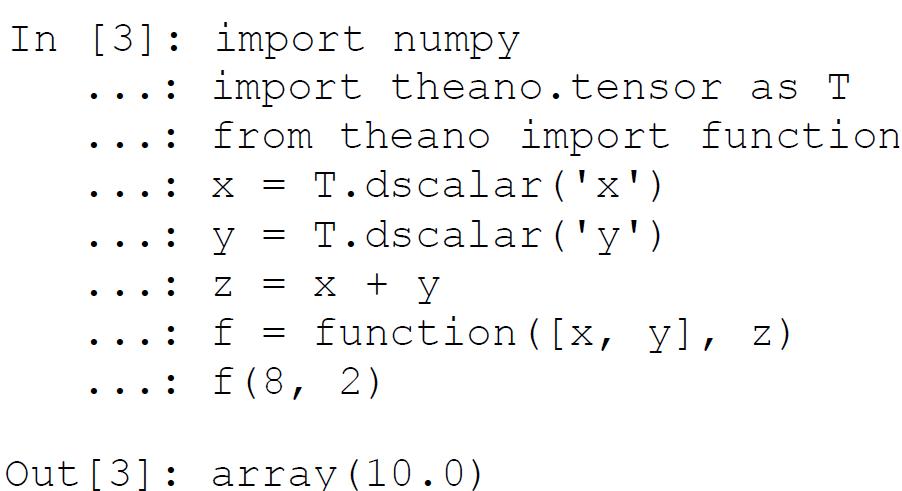 In [3]: import numpy
   ...: import theano.tensor as T
   ...: from theano import function
   ...: x = T.dscalar('x')
   ...: y = T.dscalar('y')
   ...: z = x + y
   ...: f = function([x, y], z)
   ...: f(8, 2)
Out[3]: array(10.0)